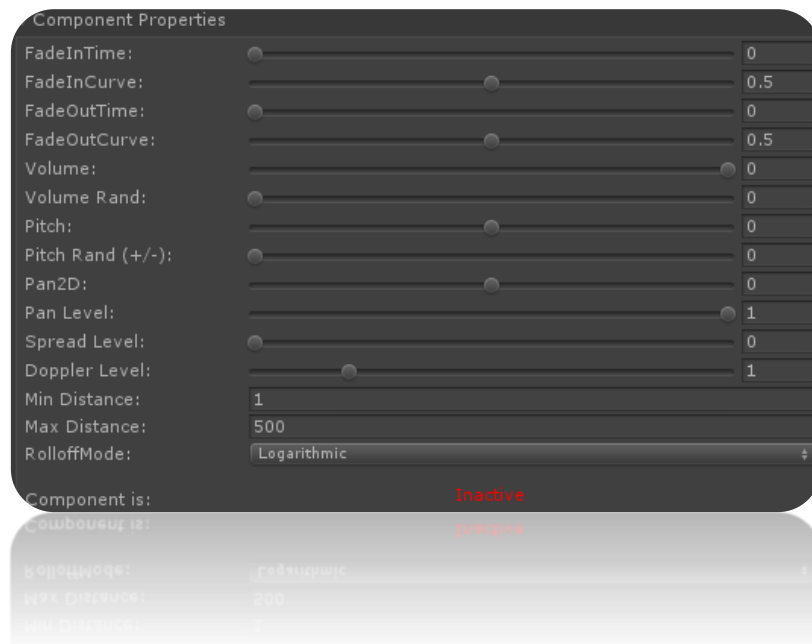 Component Properties
FadeInTime: 0
FadeInCurve: 0.5
FadeOutTime: 0
FadeOutCurve: 0.5
Volume: 0
Volume Rand: 0
Pitch: 0
Pitch Rand (+/-): 0
Pan2D: 0
Pan Level: 1
Spread Level: 0
Doppler Level: 1
Min Distance: 1
Max Distance: 500
RolloffMode: Logarithmic
Component is: Inactive